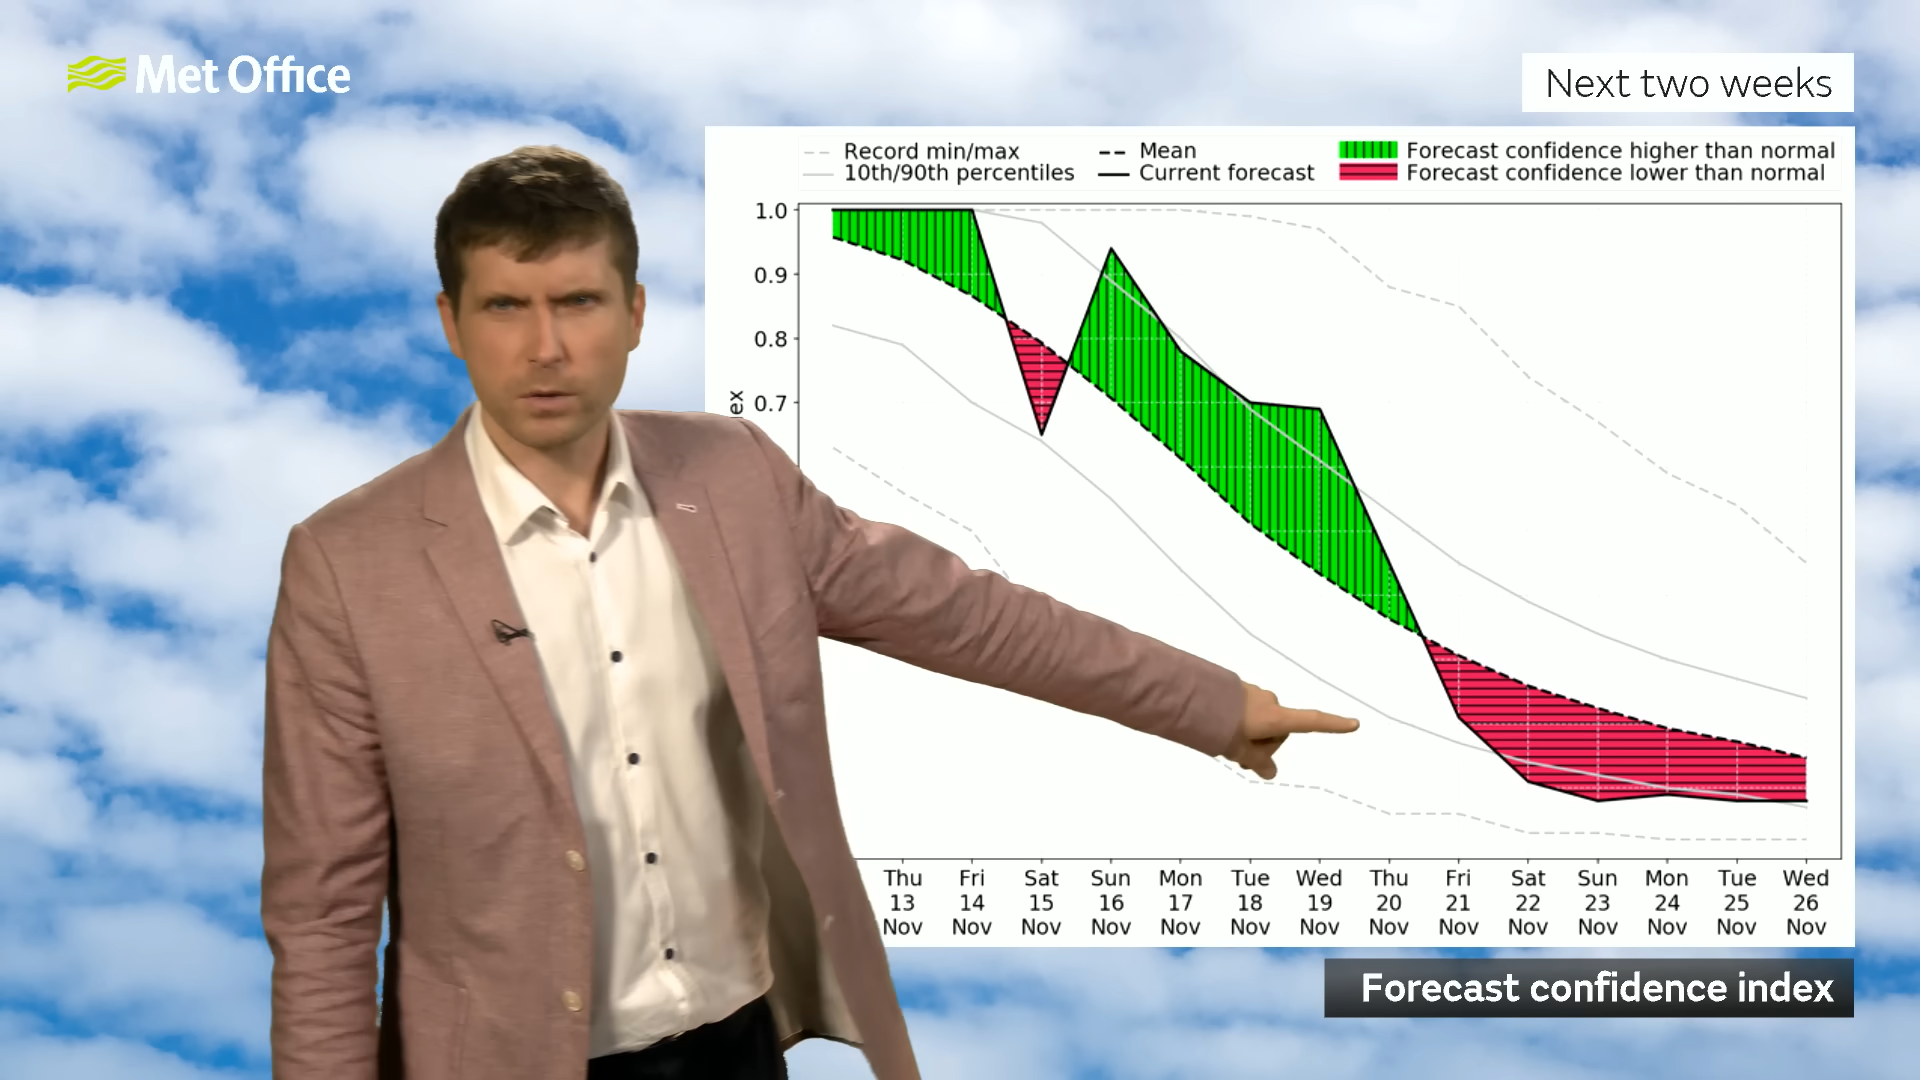 Met Office
Next two weeks
Record min/max
10th/90th percentiles
Mean
Current forecast
Forecast confidence higher than normal
Forecast confidence lower than normal
1.0
0.9
0.8
0.7
Thu Fri Sat Sun Mon Tue Wed Thu Fri Sat Sun Mon Tue Wed
13 14 15 16 17 18 19 20 21 22 23 24 25 26
Nov Nov Nov Nov Nov Nov Nov Nov Nov Nov Nov Nov Nov Nov
Forecast confidence index